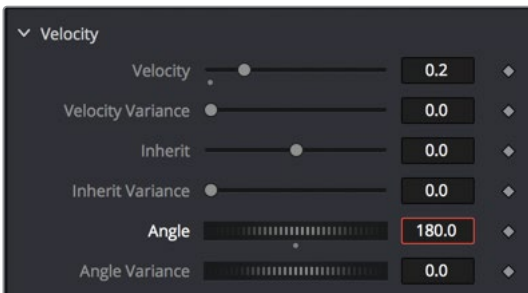 Velocity
Velocity 0.2
Velocity Variance 0.0
Inherit 0.0
Inherit Variance 0.0
Angle 180.0
Angle Variance 0.0